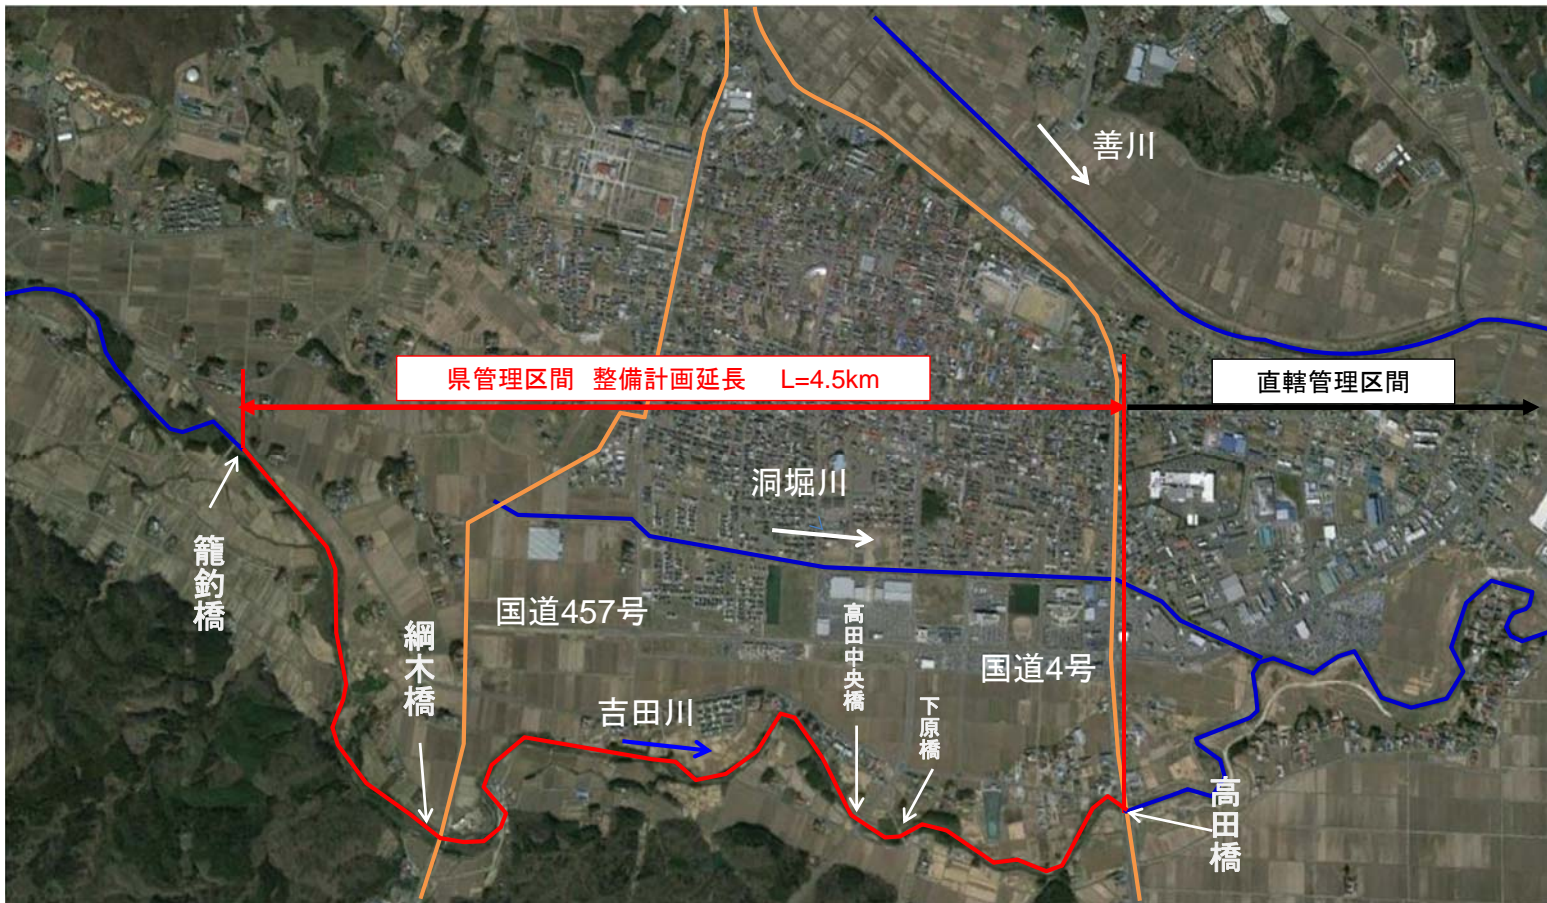 善川
県管理区間 整備計画延長 L=4.5km
直轄管理区間
洞堀川
籠釣橋
国道457号
綱木橋
高田中央橋
国道4号
吉田川
下原橋
高田橋